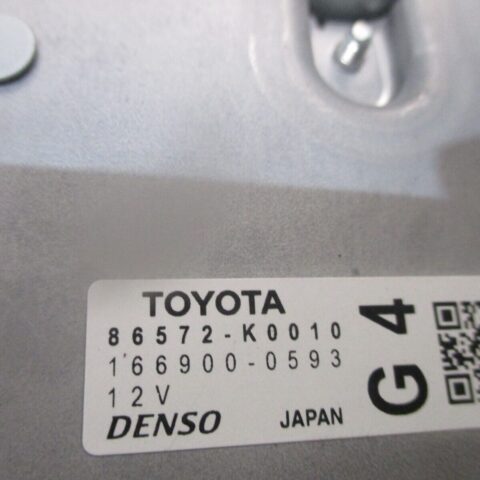 TOYOTA
86572-K0010
166900-0593
12V
DENSO JAPAN
G4